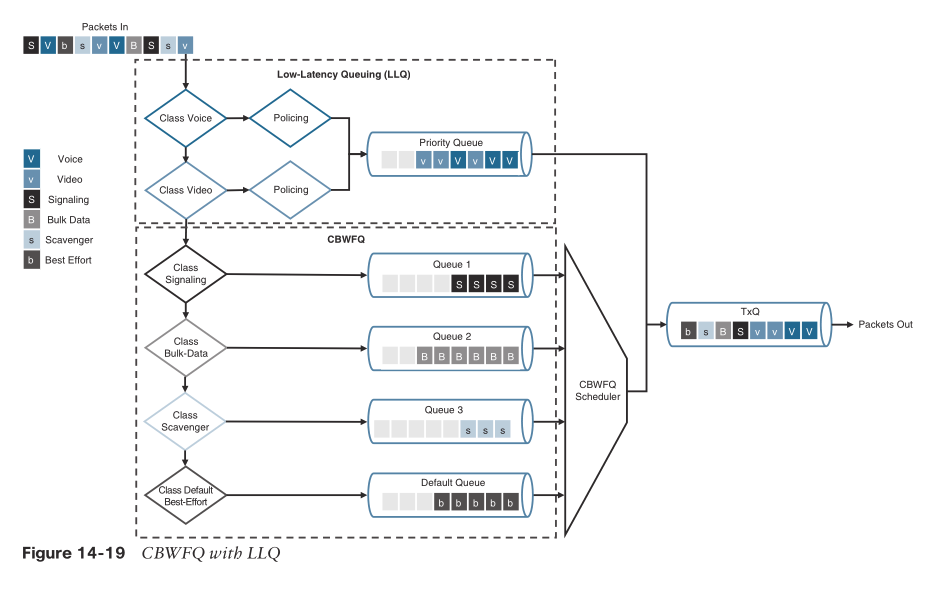 Packets In
S V b s v V B S s v
Low-Latency Queuing (LLQ)
Class Voice
Policing
Priority Queue
v v V v V V
Class Video
Policing
V Voice
v Video
S Signaling
B Bulk Data
s Scavenger
b Best Effort
CBWFQ
Class
Signaling
Queue 1
S S S S
Class
Bulk-Data
Queue 2
B B B B B B
Class
Scavenger
Queue 3
s s s
Class Default
Best-Effort
Default Queue
b b b b b
CBWFQ
Scheduler
TxQ
b s B S v v V V
Packets Out
Figure 14-19 CBWFQ with LLQ